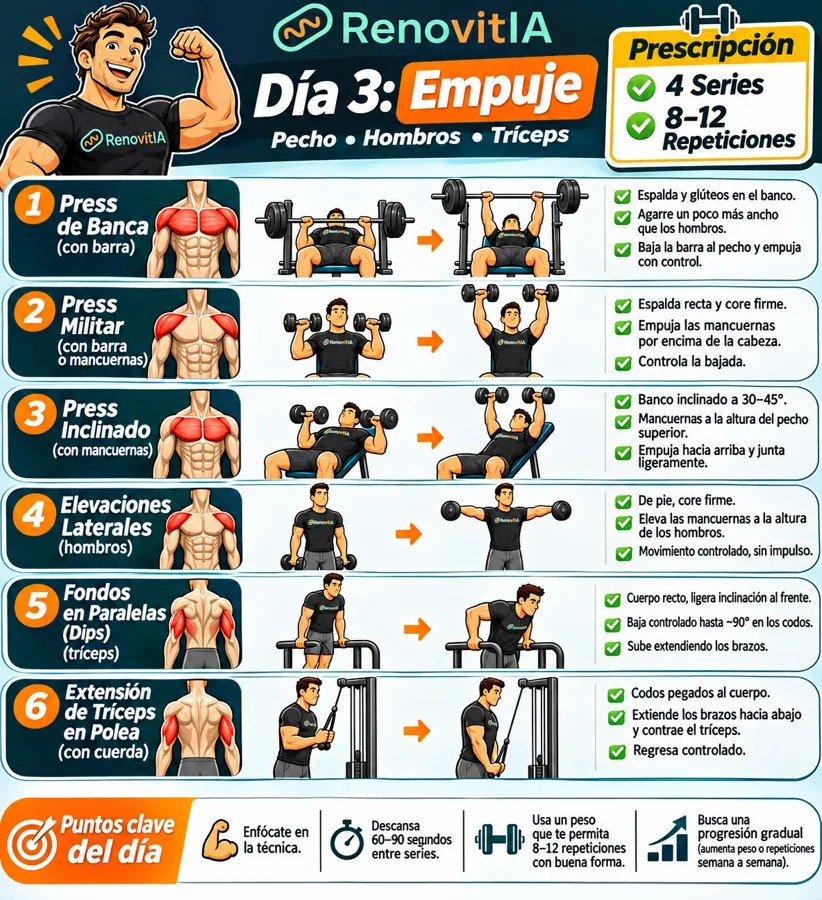 RenovitIA
Día 3: Empuje
Pecho • Hombros • Tríceps
RenovitIA
Prescripción
4 Series
8–12
Repeticiones
1
Press
de Banca
(con barra)
RenovitIA
RenovitIA
Espalda y glúteos en el banco.
Agarre un poco más ancho
que los hombros.
Baja la barra al pecho y empuja
con control.
2
Press
Militar
(con barra
o mancuernas)
RenovitIA
RenovitIA
Espalda recta y core firme.
Empuja las mancuernas
por encima de la cabeza.
Controla la bajada.
3
Press
Inclinado
(con mancuernas)
RenovitIA
RenovitIA
Banco inclinado a 30–45°.
Mancuernas a la altura del pecho
superior.
Empuja hacia arriba y junta
ligeramente.
4
Elevaciones
Laterales
(hombros)
RenovitIA
RenovitIA
De pie, core firme.
Eleva las mancuernas a la altura
de los hombros.
Movimiento controlado, sin impulso.
5
Fondos
en Paralelas
(Dips)
(tríceps)
RenovitIA
RenovitIA
Cuerpo recto, ligera inclinación al frente.
Baja controlado hasta ~90° en los codos.
Sube extendiendo los brazos.
6
Extensión
de Tríceps
en Polea
(con cuerda)
RenovitIA
RenovitIA
Codos pegados al cuerpo.
Extiende los brazos hacia abajo
y contrae el tríceps.
Regresa controlado.
Puntos clave
del día
Enfócate en
la técnica.
Descansa
60–90 segundos
entre series.
Usa un peso
que te permita
8–12 repeticiones
con buena forma.
Busca una
progresión gradual
(aumenta peso o repeticiones
semana a semana).